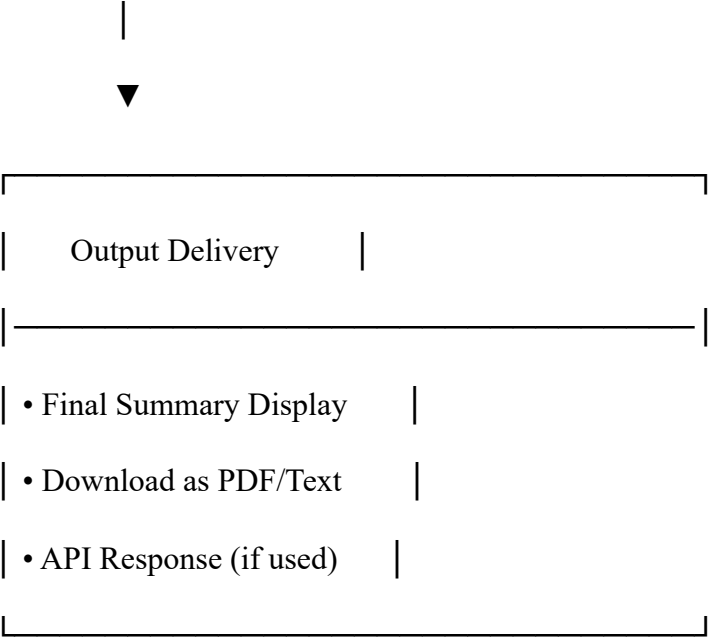 Output Delivery
• Final Summary Display
• Download as PDF/Text
• API Response (if used)